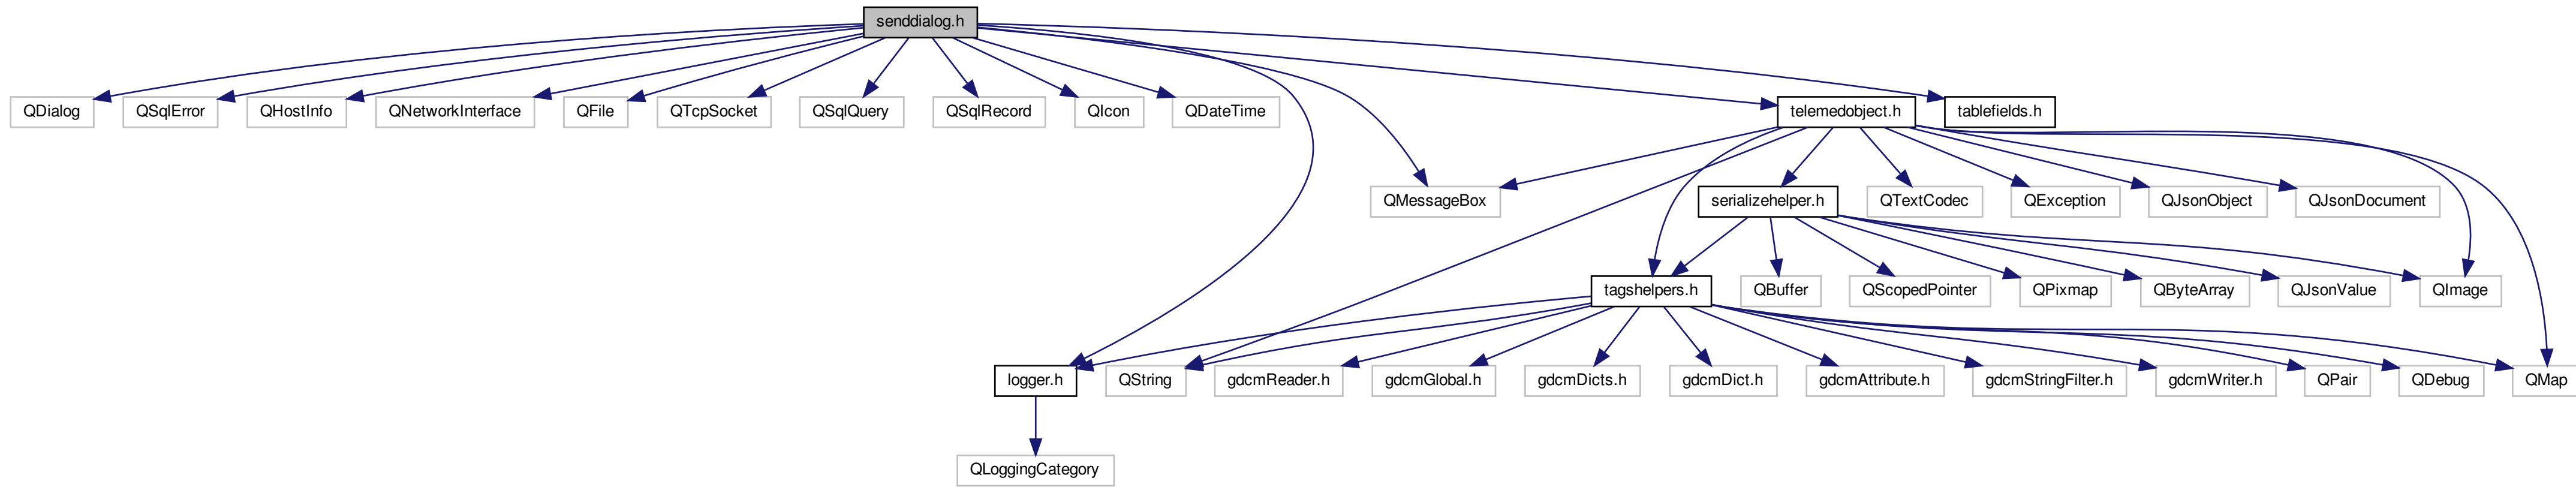 senddialog.h
QDialog
QSqlError
QHostInfo
QNetworkInterface
QFile
QTcpSocket
QSqlQuery
QSqlRecord
QIcon
QDateTime
telemedobject.h
tablefields.h
QMessageBox
serializehelper.h
QTextCodec
QException
QJsonObject
QJsonDocument
tagshelpers.h
QBuffer
QScopedPointer
QPixmap
QByteArray
QJsonValue
QImage
logger.h
QString
gdcmReader.h
gdcmGlobal.h
gdcmDicts.h
gdcmDict.h
gdcmAttribute.h
gdcmStringFilter.h
gdcmWriter.h
QPair
QDebug
QMap
QLoggingCategory